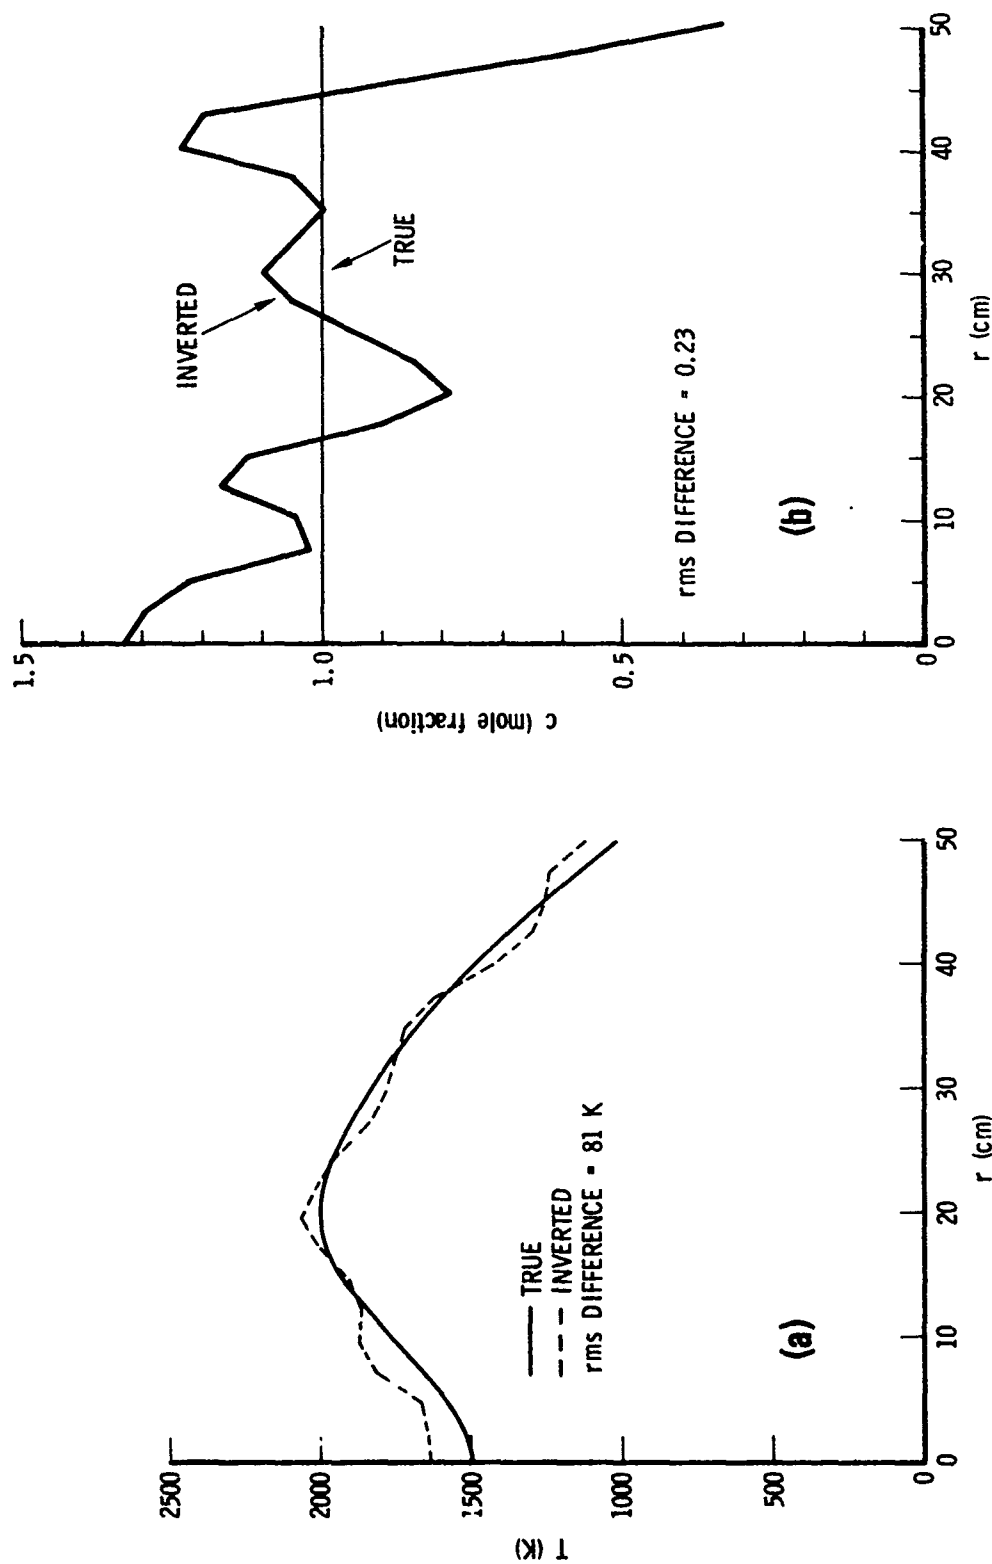 2500
2000
1500
1000
500
0
T (K)
TRUE
INVERTED
rms DIFFERENCE = 81 K
(a)
0
10
20
30
40
50
r (cm)
1.5
1.0
0.5
0
c (mole fraction)
INVERTED
TRUE
rms DIFFERENCE = 0.23
(b)
0
10
20
30
40
50
r (cm)